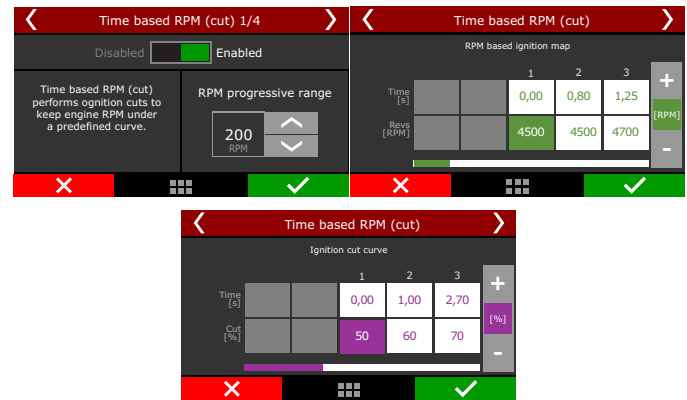 Time based RPM (cut) 1/4
Disabled Enabled
Time based RPM (cut)
performs ognition cuts to
keep engine RPM under
a predefined curve.
RPM progressive range
200
RPM
Time based RPM (cut)
RPM based ignition map
1 2 3
Time
[s]
0,00 0,80 1,25
Revs
[RPM]
4500 4500 4700
+
[RPM]
-
Time based RPM (cut)
Ignition cut curve
1 2 3
Time
[s]
0,00 1,00 2,70
Cut
[%]
50 60 70
+
[%]
-